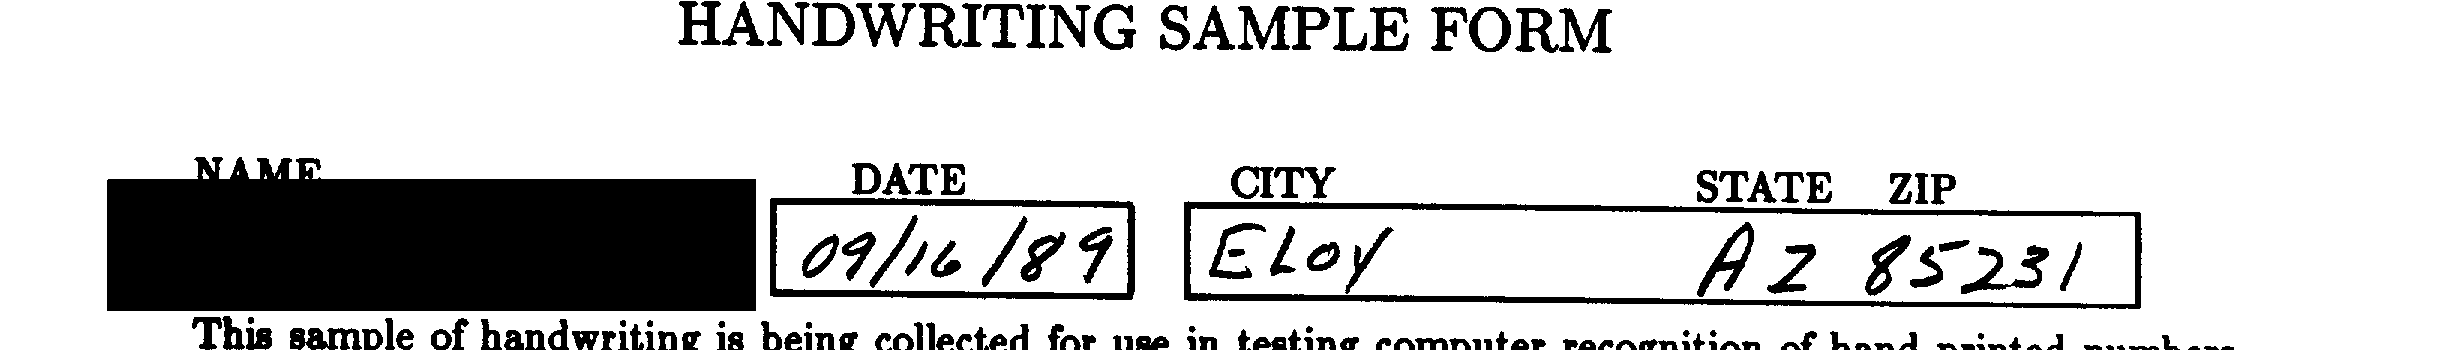 HANDWRITING SAMPLE FORM
NAME DATE CITY STATE ZIP
09/16/89 ELOY AZ 85231
This sample of handwriting is being collected for use in testing computer recognition of hand printed numbers